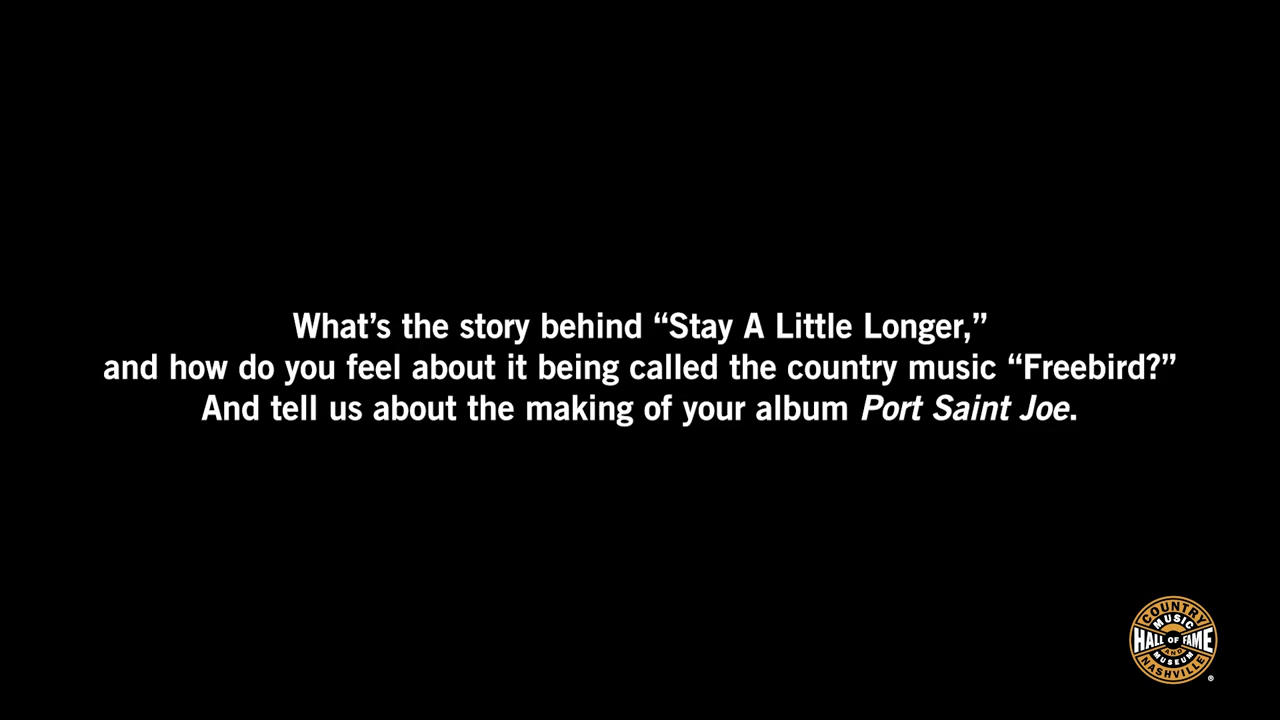 What’s the story behind “Stay A Little Longer,”
and how do you feel about it being called the country music “Freebird?”
And tell us about the making of your album Port Saint Joe.
COUNTRY
MUSIC
HALL OF FAME
AND
MUSEUM
NASHVILLE
®